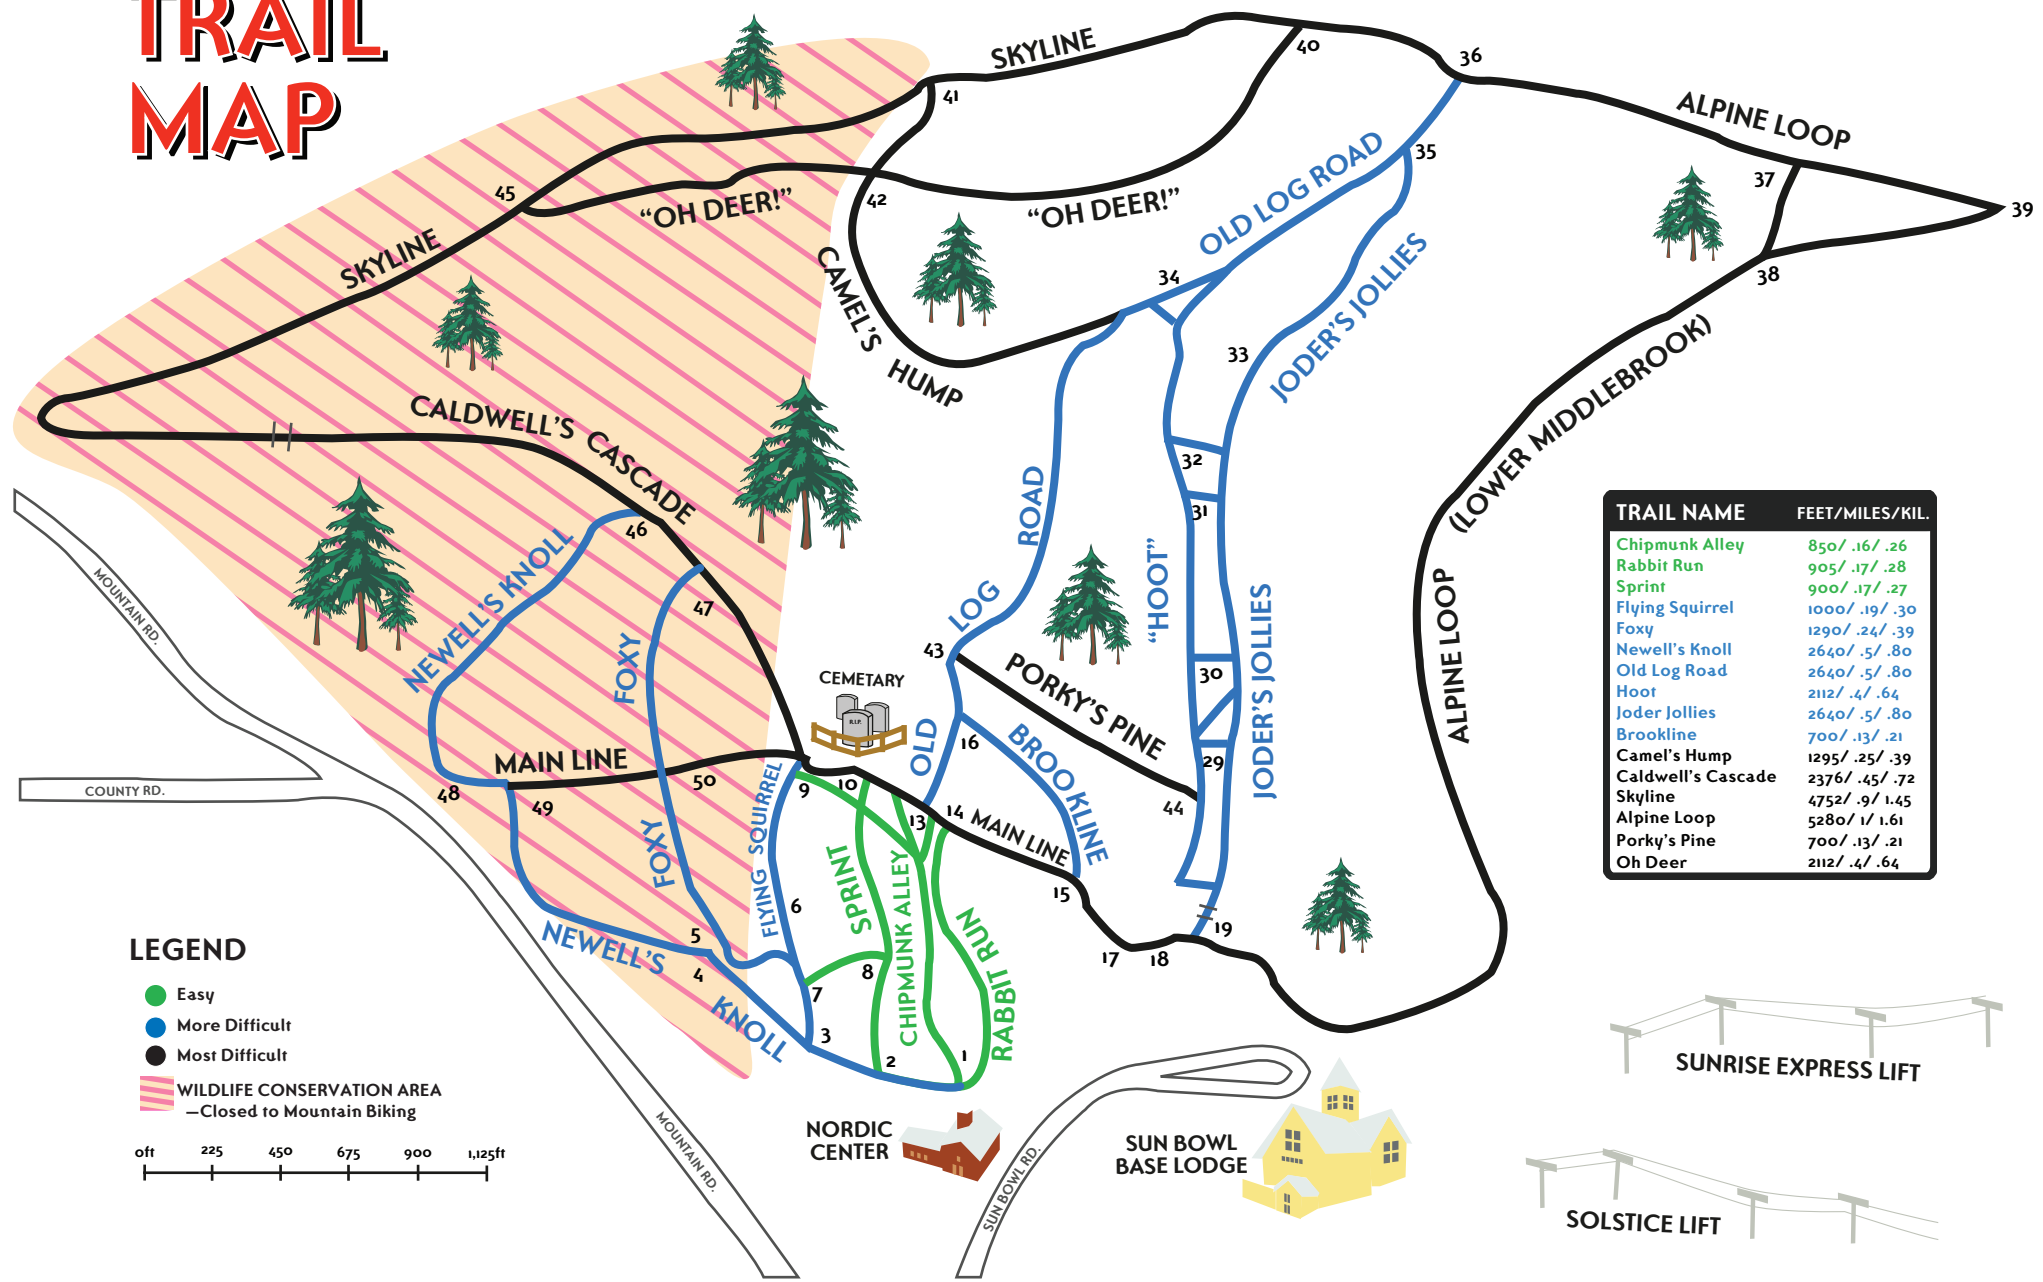 TRAIL
MAP
SKYLINE
40
36
41
ALPINE LOOP
35
37
45
"OH DEER!"
42
"OH DEER!"
OLD LOG ROAD
39
SKYLINE
34
38
CAMEL'S HUMP
JODER'S JOLLIES
33
(LOWER MIDDLEBROOK)
CALDWELL'S CASCADE
32
31
46
ROAD
"HOOT"
NEWELL'S KNOLL
47
LOG
FOXY
43
PORKY'S PINE
30
JODER'S JOLLIES
ALPINE LOOP
MOUNTAIN RD.
CEMETARY
R.I.P.
OLD
16
BROOKLINE
29
MAIN LINE
50
48
49
COUNTY RD.
9
10
13
14
MAIN LINE
44
FLYING SQUIRREL
FOXY
SPRINT
CHIPMUNK ALLEY
15
6
RABBIT RUN
19
17
18
5
4
NEWELL'S
KNOLL
8
7
3
2
1
TRAIL NAME FEET/MILES/KIL.
Chipmunk Alley 850/ .16/ .26
Rabbit Run 905/ .17/ .28
Sprint 900/ .17/ .27
Flying Squirrel 1000/ .19/ .30
Foxy 1290/ .24/ .39
Newell's Knoll 2640/ .5/ .80
Old Log Road 2640/ .5/ .80
Hoot 2112/ .4/ .64
Joder Jollies 2640/ .5/ .80
Brookline 700/ .13/ .21
Camel's Hump 1295/ .25/ .39
Caldwell's Cascade 2376/ .45/ .72
Skyline 4752/ .9/ 1.45
Alpine Loop 5280/ 1/ 1.61
Porky's Pine 700/ .13/ .21
Oh Deer 2112/ .4/ .64
LEGEND
Easy
More Difficult
Most Difficult
WILDLIFE CONSERVATION AREA
—Closed to Mountain Biking
0ft 225 450 675 900 1,125ft
MOUNTAIN RD.
NORDIC
CENTER
SUN BOWL RD.
SUN BOWL
BASE LODGE
SUNRISE EXPRESS LIFT
SOLSTICE LIFT